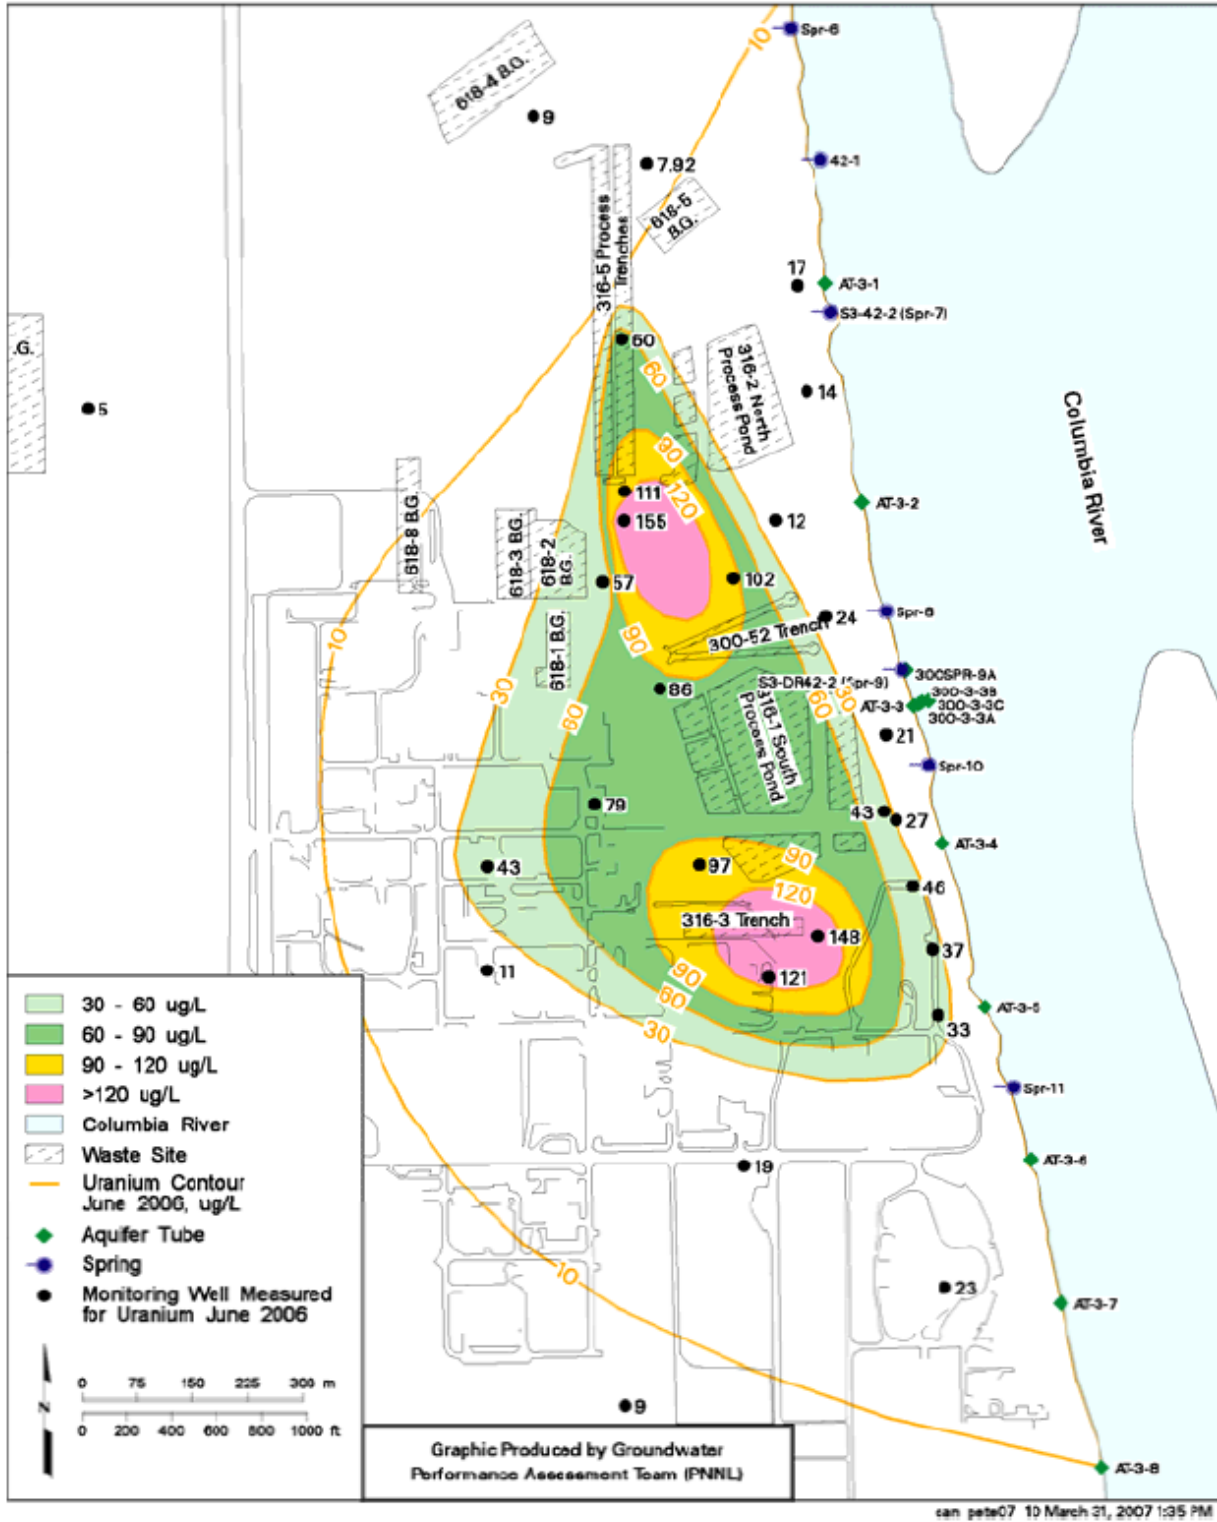 10
Spr-6
618-4 B.G.
9
42-1
7.92
618-5
B.G.
316-5 Process
Trenches
17
AT-3-1
S3-42-2 (Spr-7)
60
60
316-2 North
Process Pond
.G.
5
14
Columbia River
90
111
120
155
AT-3-2
12
618-8 B.G.
618-3 B.G.
618-2
B.G.
57
102
Spr-8
24
10
90
300-52 Trench
618-1 B.G.
30
86
S3-DR42-2 (Spr-9)
300SPR-9A
300-3-3B
AT-3-3
300-3-3C
300-3-3A
60
60
30
316-1 South
Process Pond
21
Spr-10
79
43
27
AT-3-4
43
97
90
46
120
316-3 Trench
148
37
11
90
121
60
AT-3-5
30
33
Spr-11
30 - 60 ug/L
60 - 90 ug/L
90 - 120 ug/L
>120 ug/L
Columbia River
Waste Site
Uranium Contour
June 2006, ug/L
Aquifer Tube
Spring
Monitoring Well Measured
for Uranium June 2006
N
0 75 150 225 300 m
0 200 400 600 800 1000 ft
19
AT-3-6
10
23
AT-3-7
9
AT-3-8
Graphic Produced by Groundwater
Performance Assessment Team (PNNL)
can_pete07_10 March 31, 2007 1:35 PM